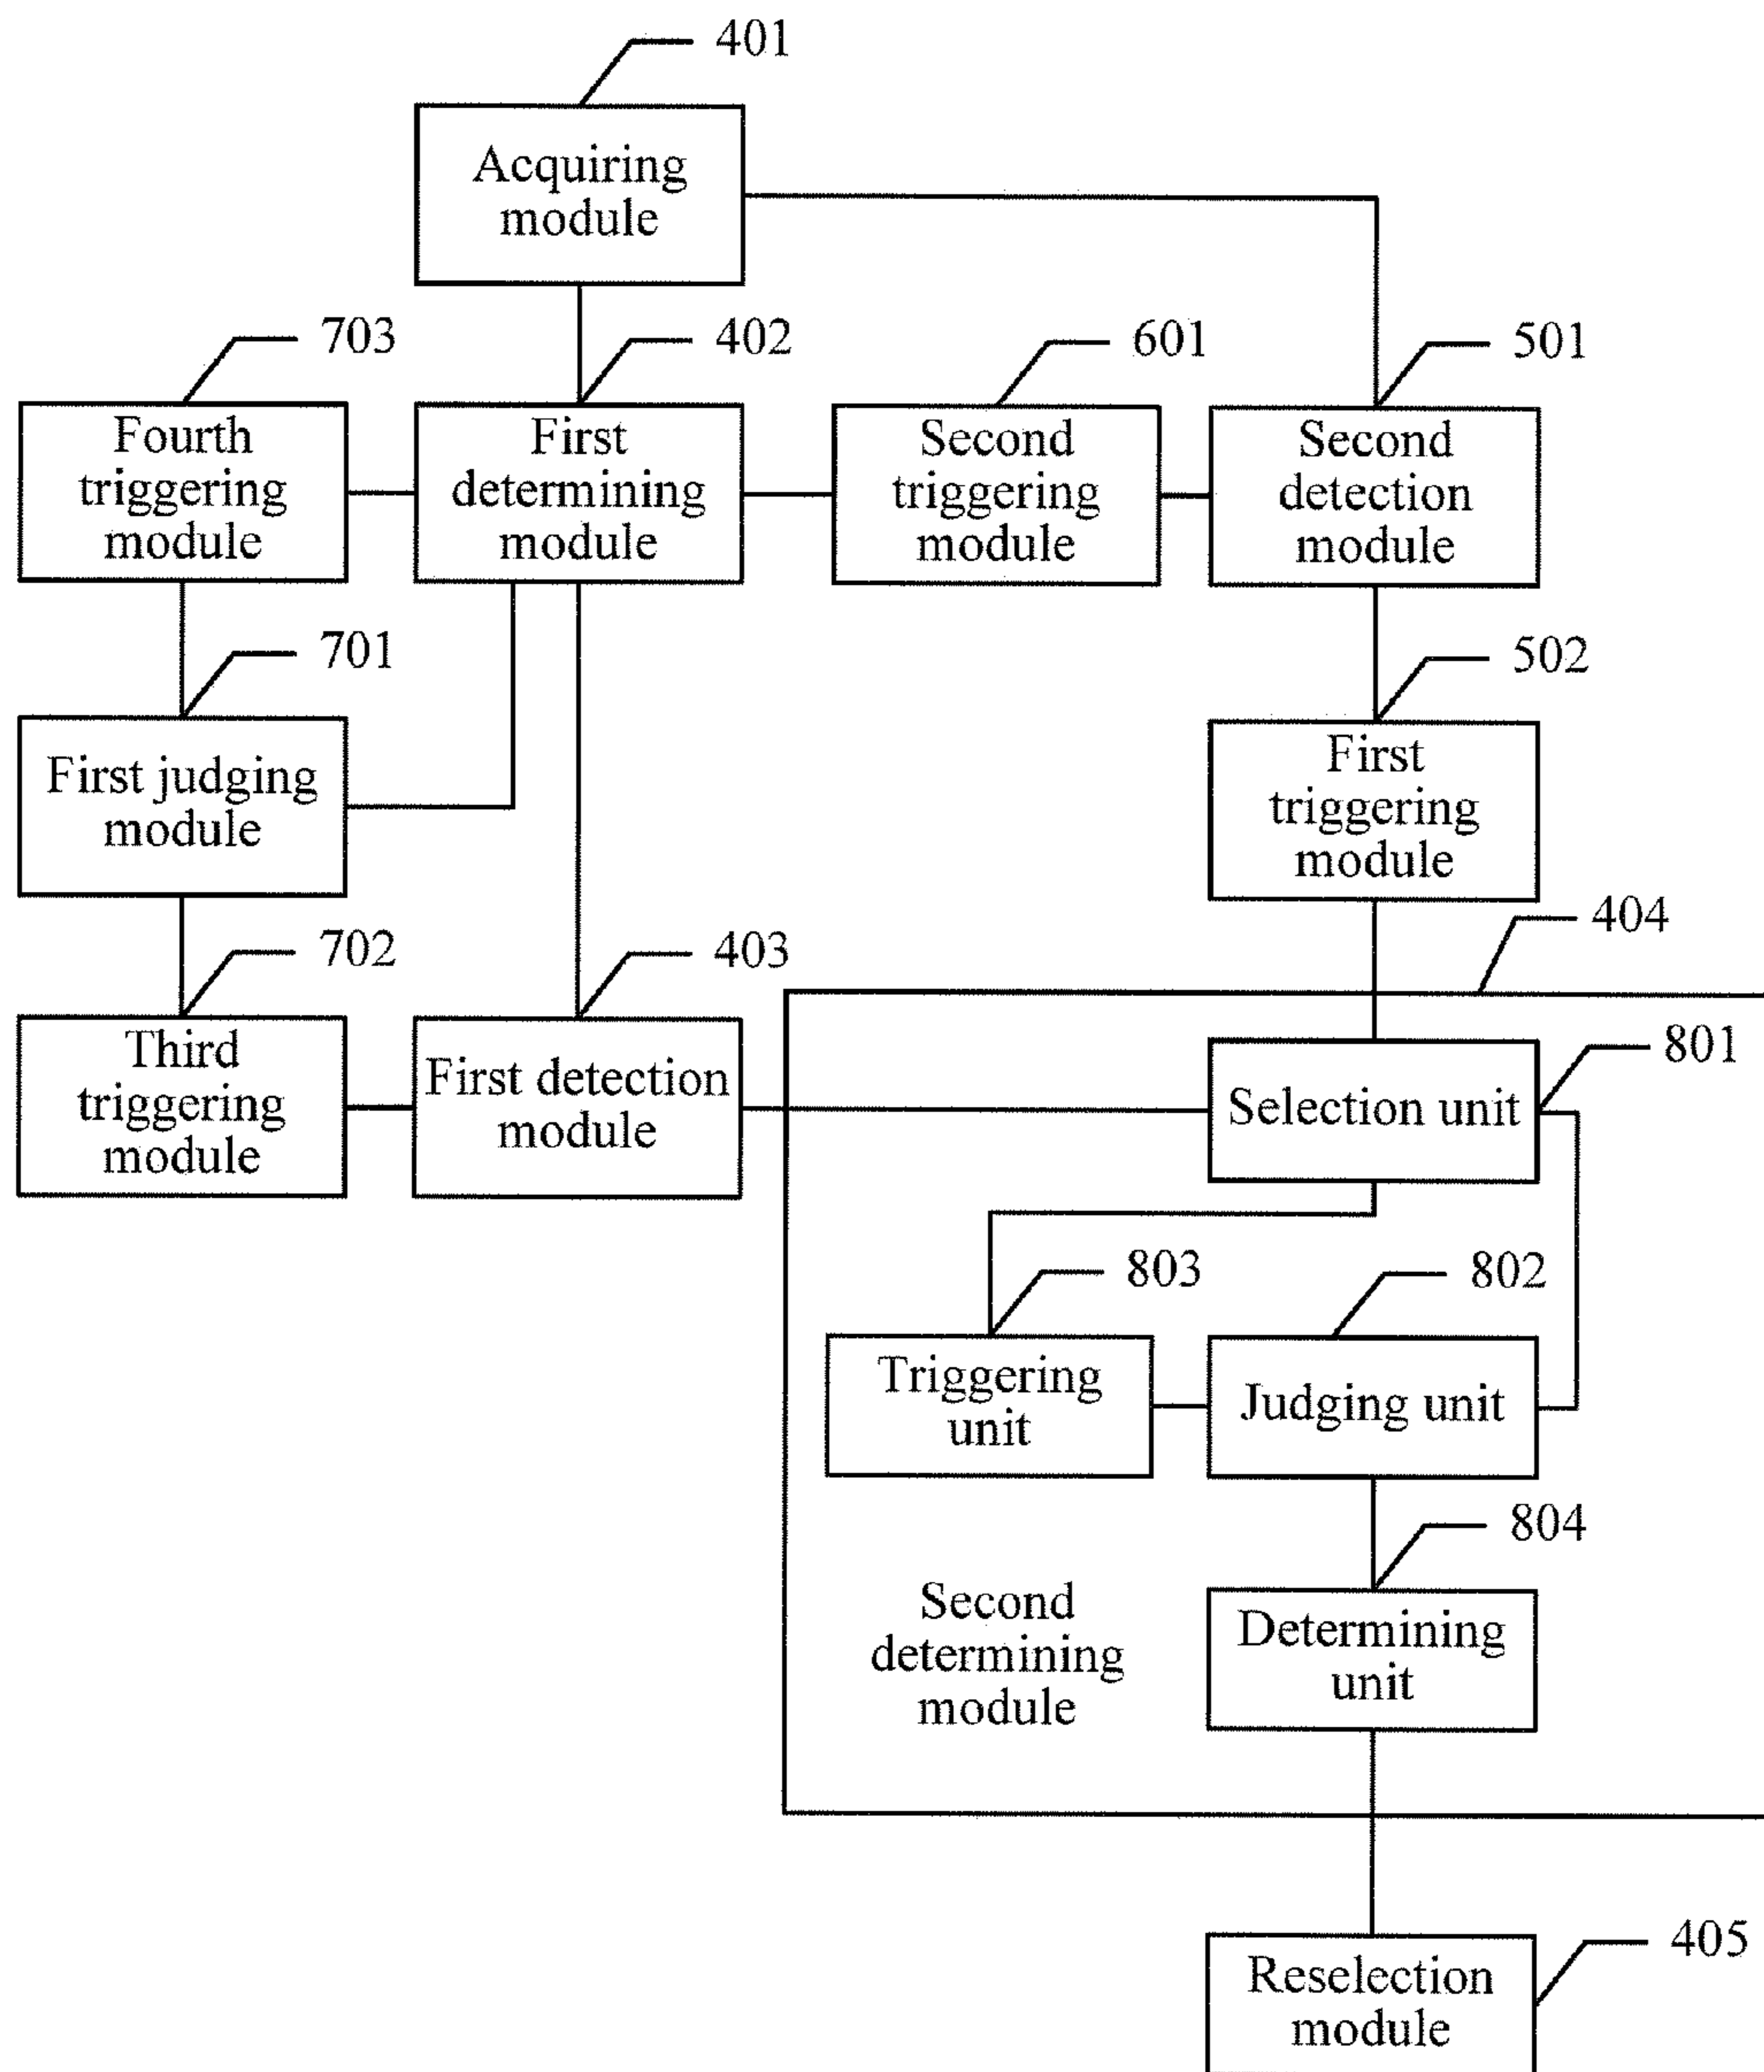 401
Acquiring
module
703
402
601
501
Fourth
triggering
module
First
determining
module
Second
triggering
module
Second
detection
module
701
502
First judging
module
First
triggering
module
404
702
403
Third
triggering
module
First detection
module
801
Selection unit
803
802
Triggering
unit
Judging unit
804
Second
determining
module
Determining
unit
405
Reselection
module